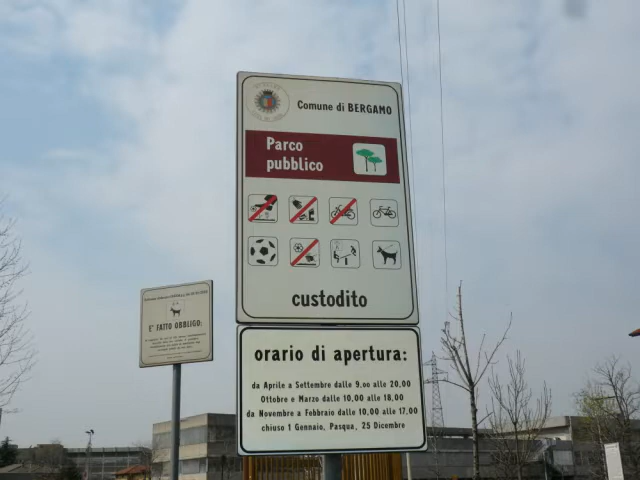 Comune di BERGAMO
Parco
pubblico
custodito
orario di apertura:
da Aprile a Settembre dalle 9,00 alle 20,00
Ottobre e Marzo dalle 10,00 alle 18,00
da Novembre a Febbraio dalle 10,00 alle 17,00
chiuso 1 Gennaio, Pasqua, 25 Dicembre
E' FATTO OBBLIGO: